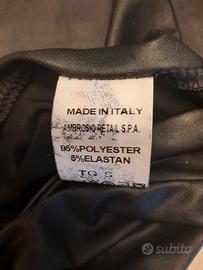 MADE IN ITALY
AMBROSIO RETAIL S.P.A.
95%POLYESTER
5%ELASTAN
TG S
subito